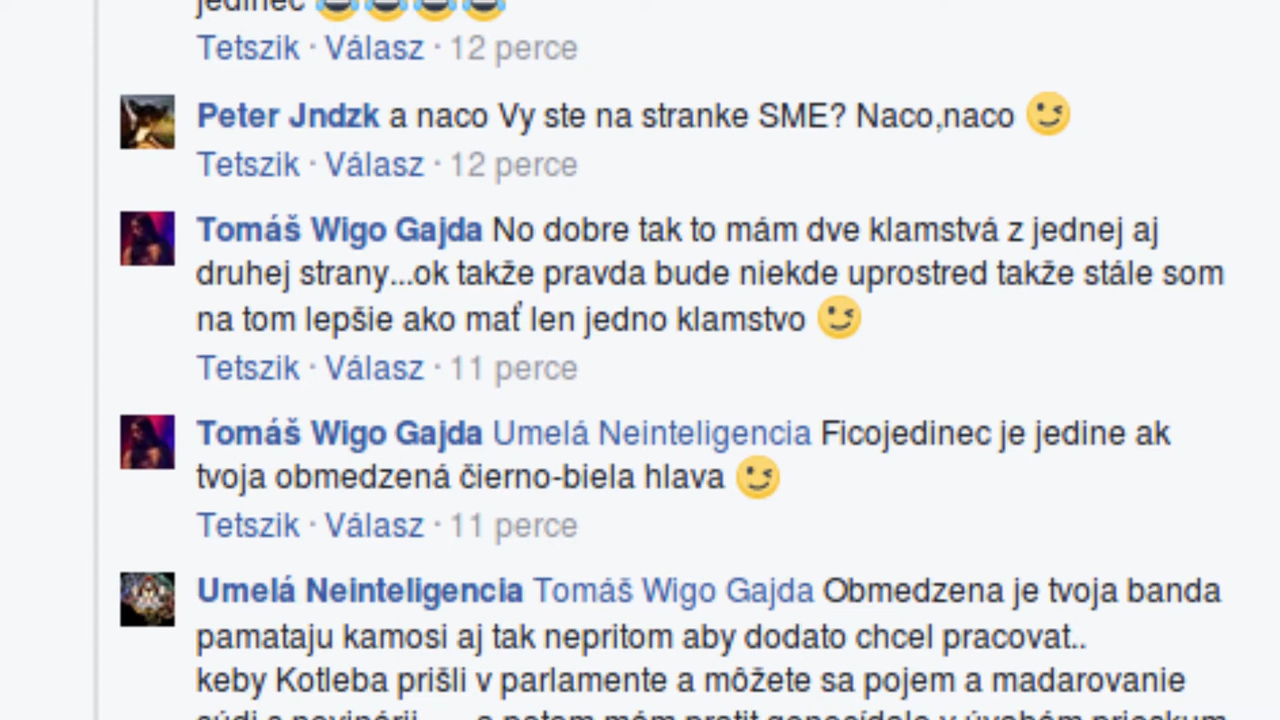 jedinec 😂😂😂😂
Tetszik · Válasz · 12 perce
Peter Jndzk a naco Vy ste na stranke SME? Naco,naco 😉
Tetszik · Válasz · 12 perce
Tomáš Wigo Gajda No dobre tak to mám dve klamstvá z jednej aj
druhej strany...ok takže pravda bude niekde uprostred takže stále som
na tom lepšie ako mať len jedno klamstvo 😉
Tetszik · Válasz · 11 perce
Tomáš Wigo Gajda Umelá Neinteligencia Ficojedinec je jedine ak
tvoja obmedzená čierno-biela hlava 😉
Tetszik · Válasz · 11 perce
Umelá Neinteligencia Tomáš Wigo Gajda Obmedzena je tvoja banda
pamataju kamosi aj tak nepritom aby dodato chcel pracovat..
keby Kotleba prišli v parlamente a môžete sa pojem a madarovanie